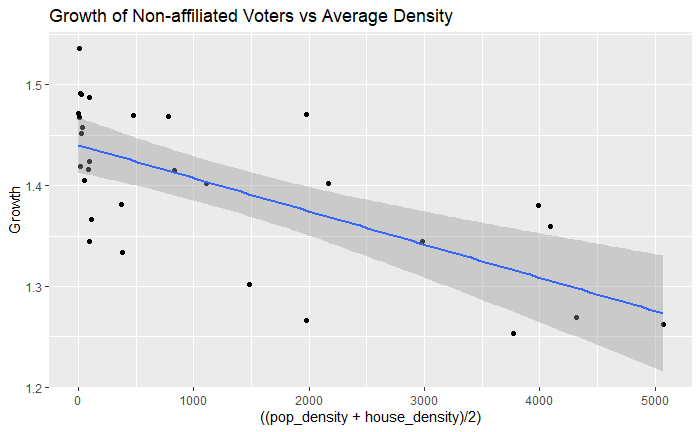 Growth of Non-affiliated Voters vs Average Density
1.5
1.4
1.3
1.2
Growth
0 1000 2000 3000 4000 5000
((pop_density + house_density)/2)